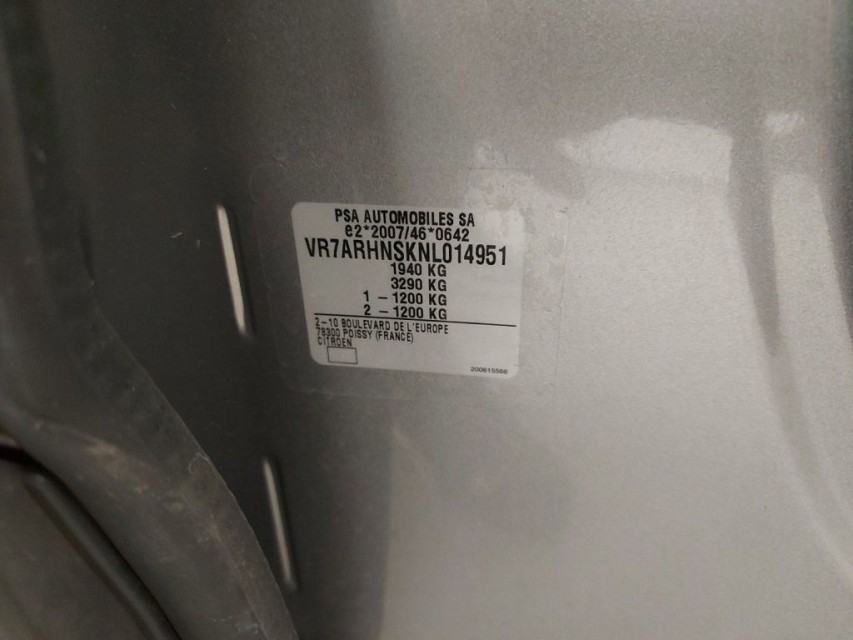 PSA AUTOMOBILES SA
e2*2007/46*0642
VR7ARHNSKNL014951
1940 KG
3290 KG
1 – 1200 KG
2 – 1200 KG
2–10 BOULEVARD DE L'EUROPE
78300 POISSY (FRANCE)
CITROEN
200615566